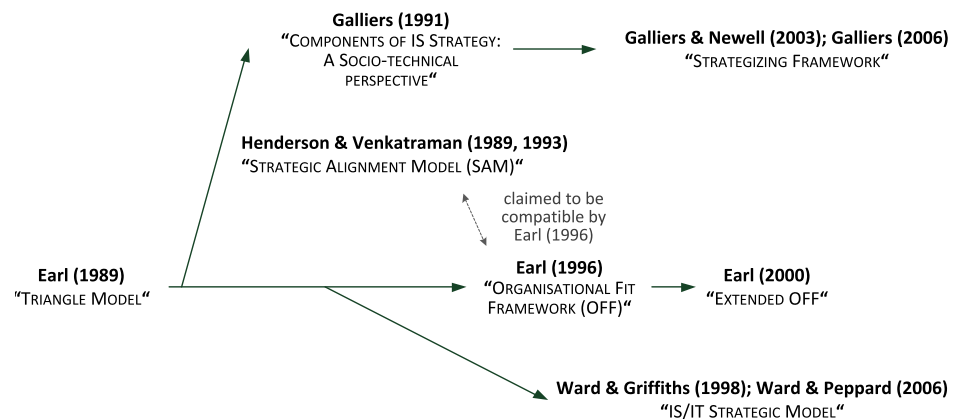 Galliers (1991)
“COMPONENTS OF IS STRATEGY:
A SOCIO-TECHNICAL
PERSPECTIVE“
Galliers & Newell (2003); Galliers (2006)
“STRATEGIZING FRAMEWORK“
Henderson & Venkatraman (1989, 1993)
“STRATEGIC ALIGNMENT MODEL (SAM)“
claimed to be
compatible by
Earl (1996)
Earl (1989)
“TRIANGLE MODEL“
Earl (1996)
“ORGANISATIONAL FIT
FRAMEWORK (OFF)“
Earl (2000)
“EXTENDED OFF“
Ward & Griffiths (1998); Ward & Peppard (2006)
“IS/IT STRATEGIC MODEL“